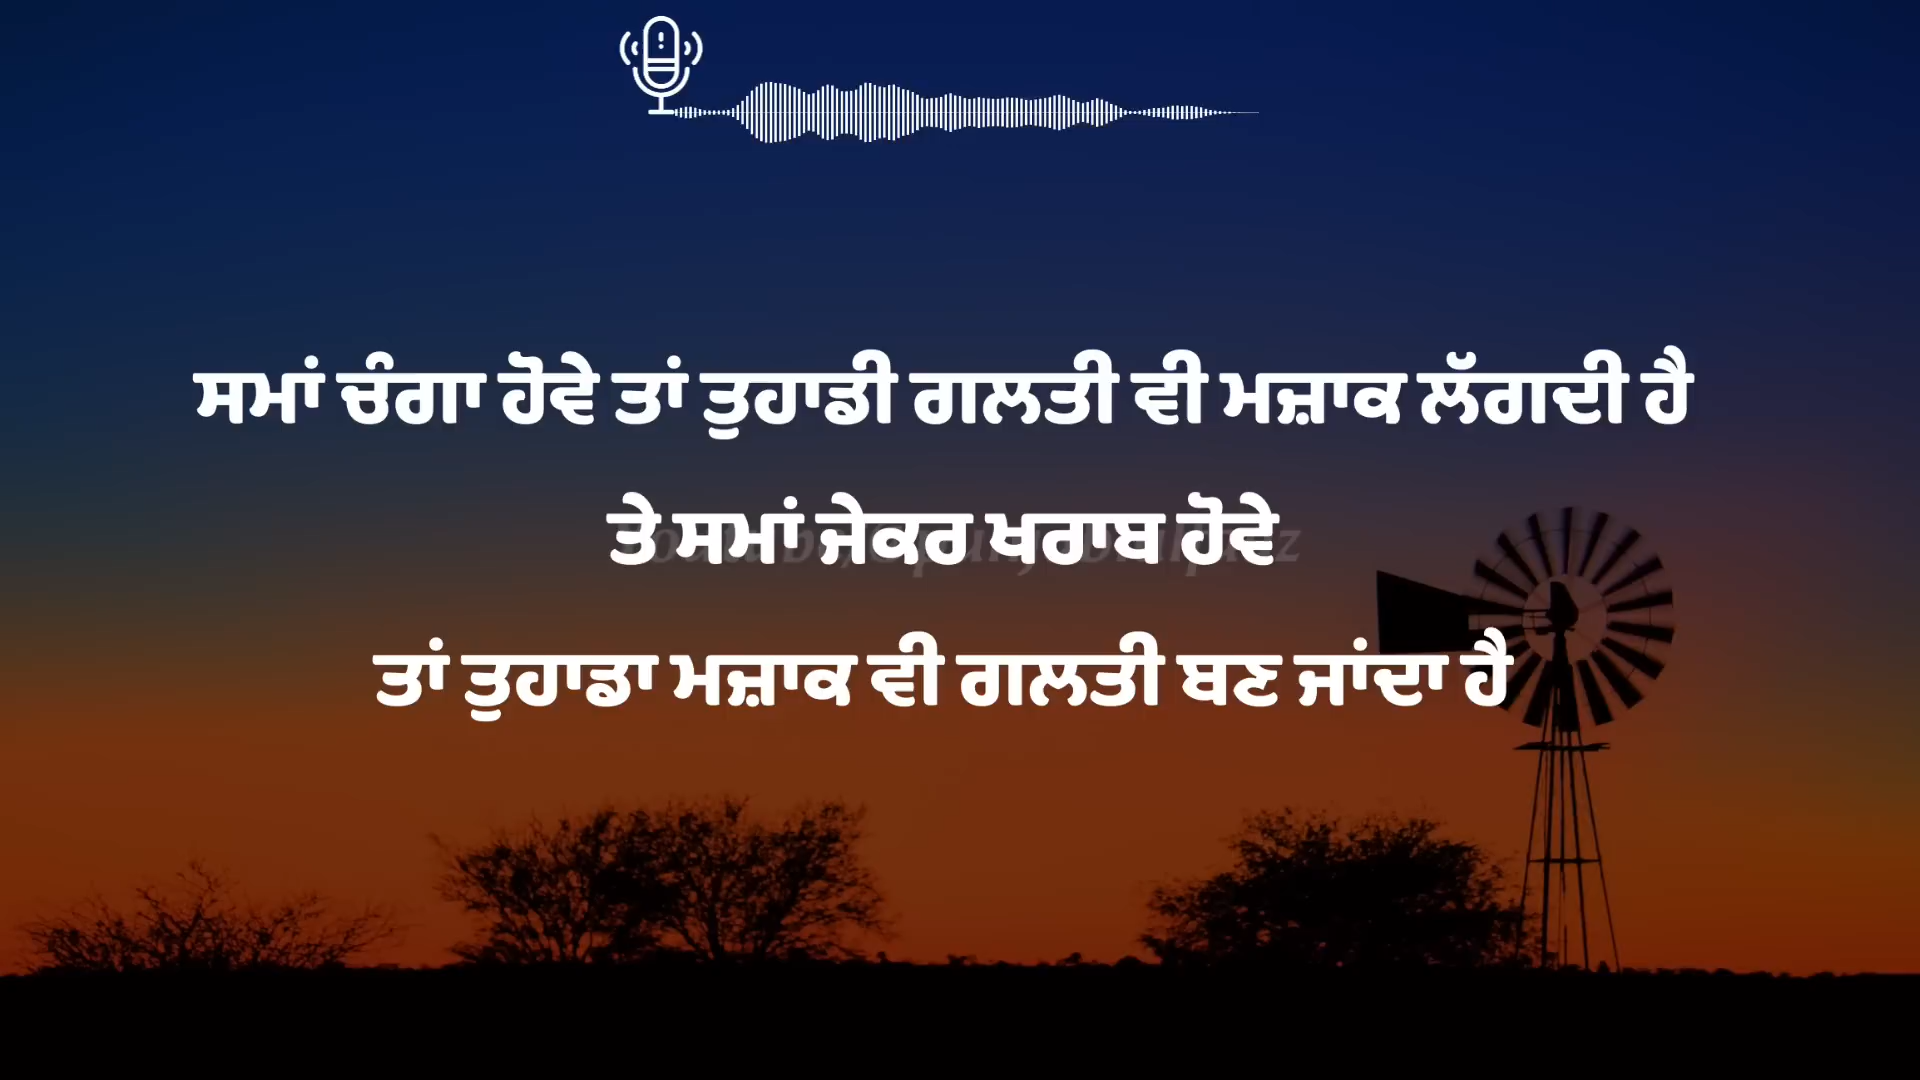 ਸਮਾਂ ਚੰਗਾ ਹੋਵੇ ਤਾਂ ਤੁਹਾਡੀ ਗਲਤੀ ਵੀ ਮਜ਼ਾਕ ਲੱਗਦੀ ਹੈ
ਤੇ ਸਮਾਂ ਜੇਕਰ ਖਰਾਬ ਹੋਵੇ
ਤਾਂ ਤੁਹਾਡਾ ਮਜ਼ਾਕ ਵੀ ਗਲਤੀ ਬਣ ਜਾਂਦਾ ਹੈ